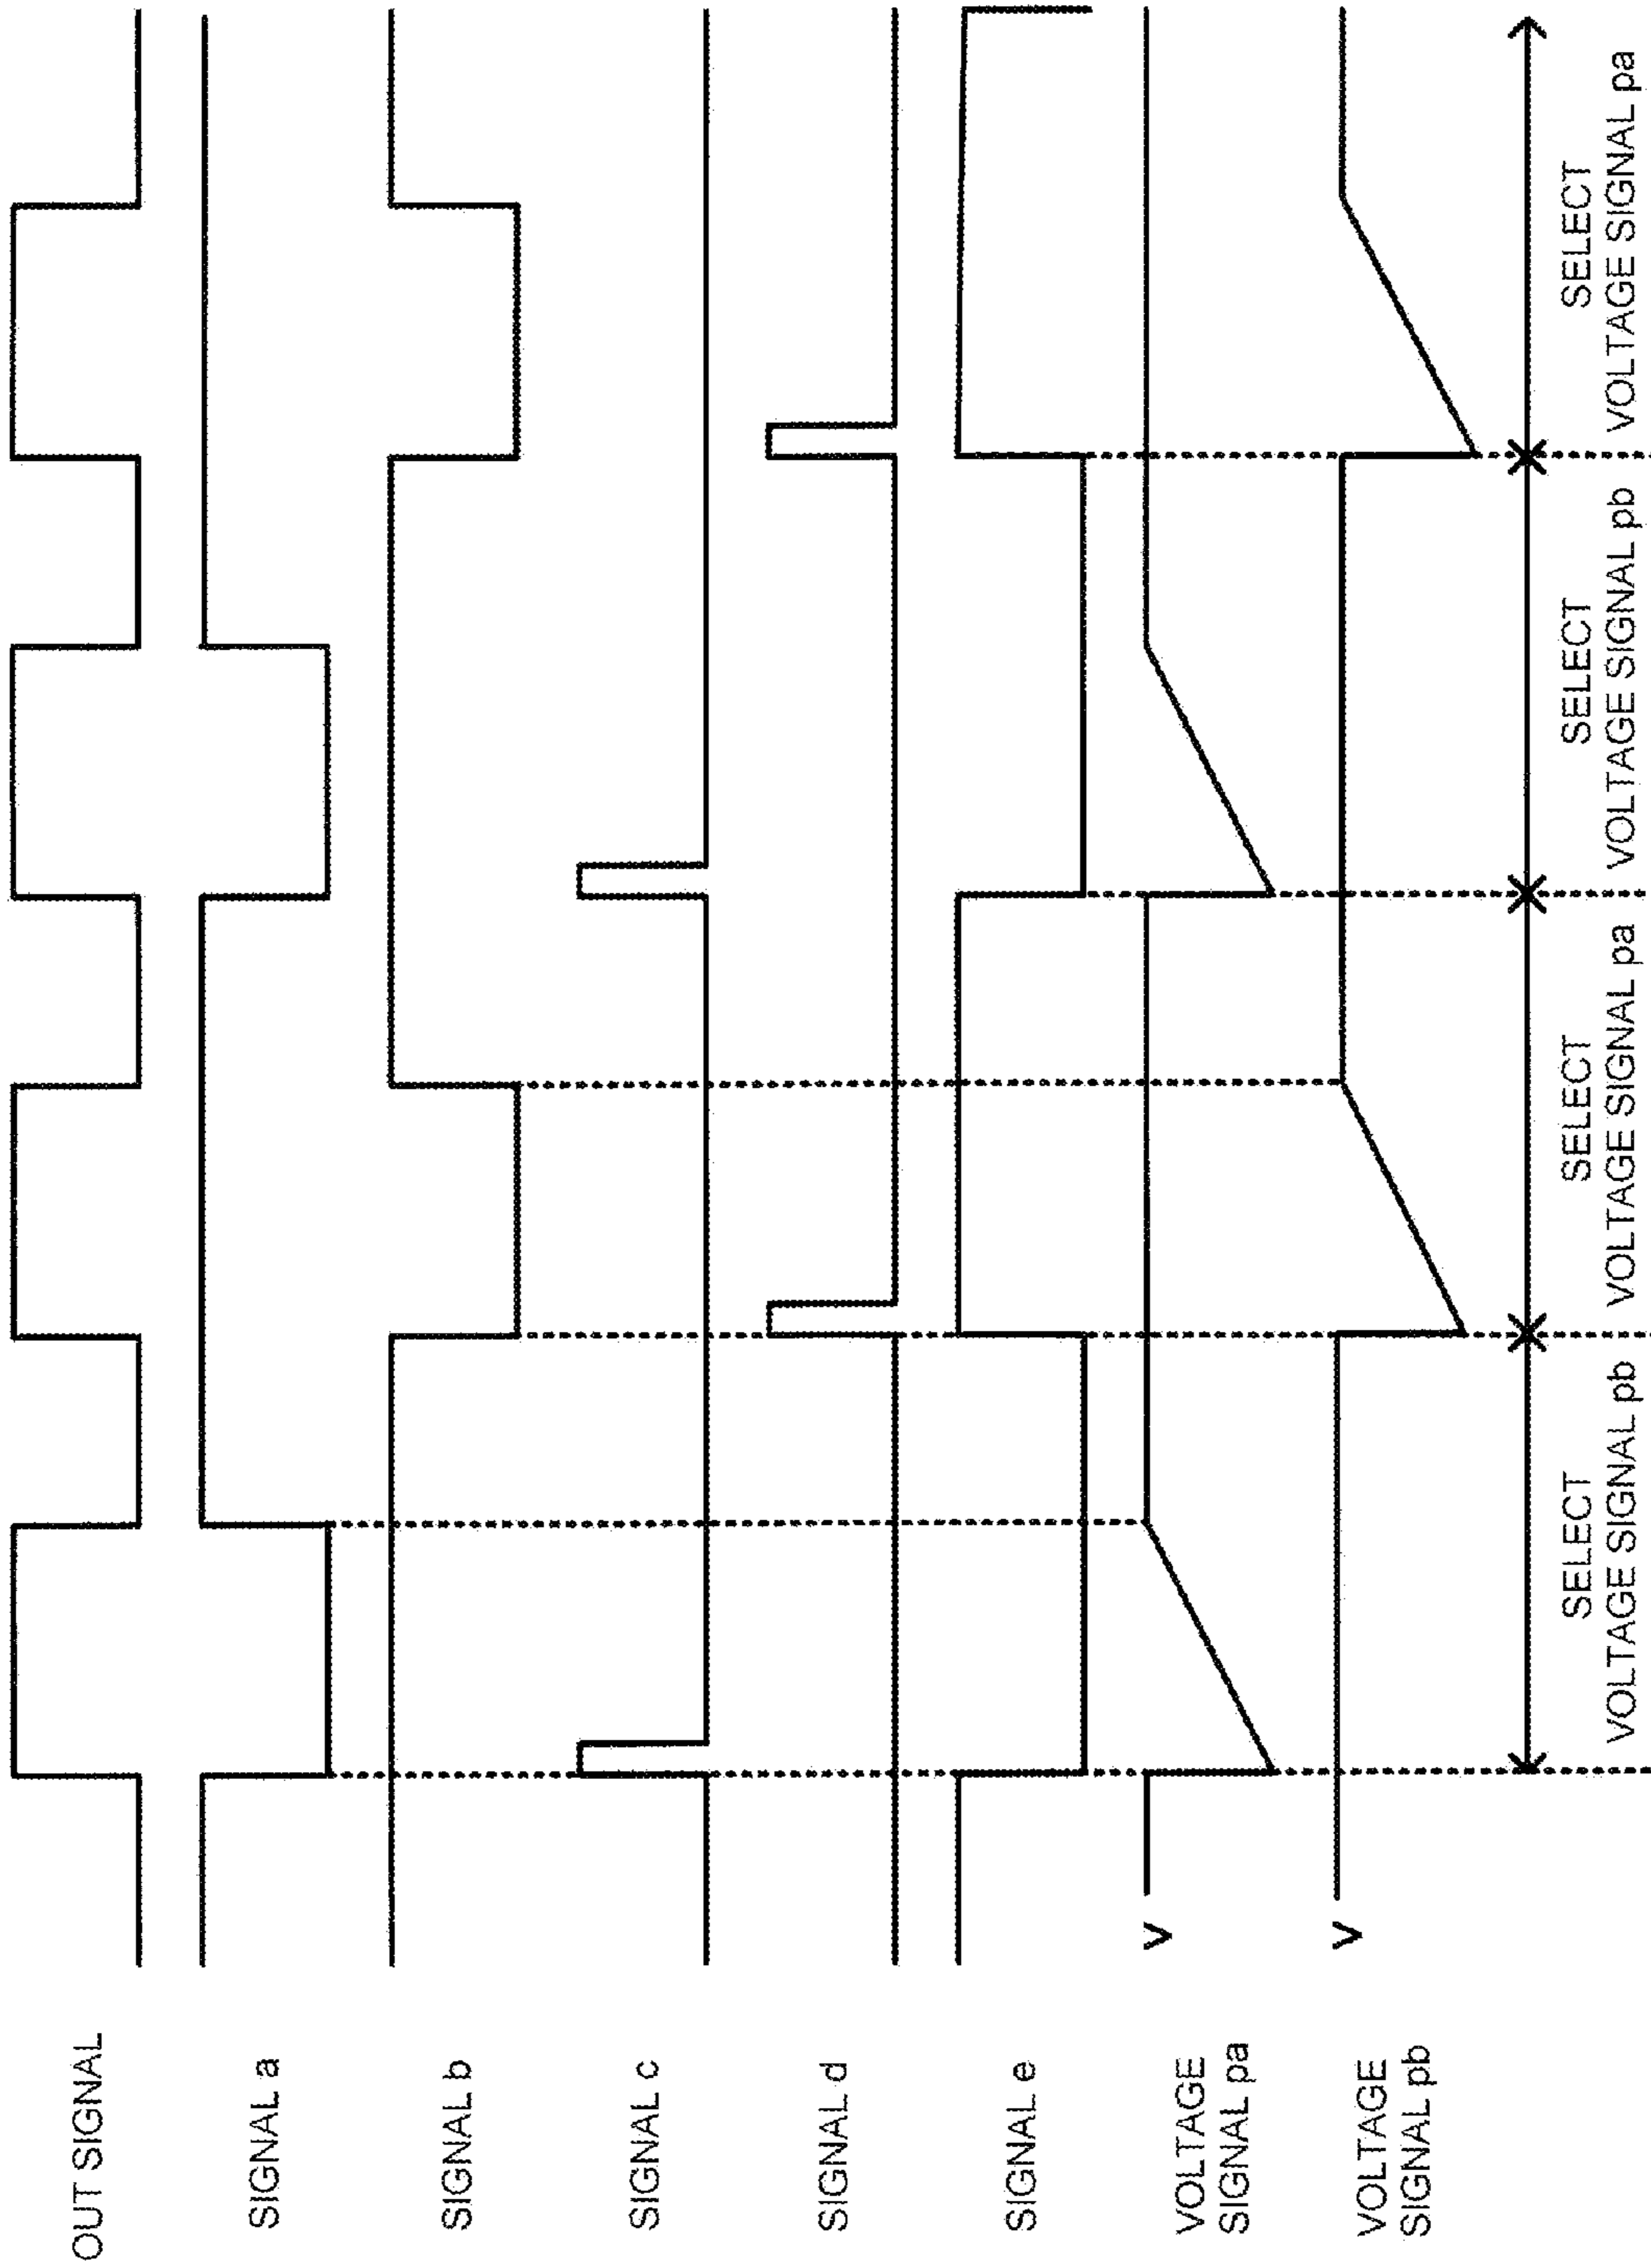 OUT SIGNAL
SIGNAL a
SIGNAL b
SIGNAL c
SIGNAL d
SIGNAL e
VOLTAGE
SIGNAL pa
V
VOLTAGE
SIGNAL pb
V
SELECT
VOLTAGE SIGNAL pb
SELECT
VOLTAGE SIGNAL pa
SELECT
VOLTAGE SIGNAL pb
SELECT
VOLTAGE SIGNAL pa